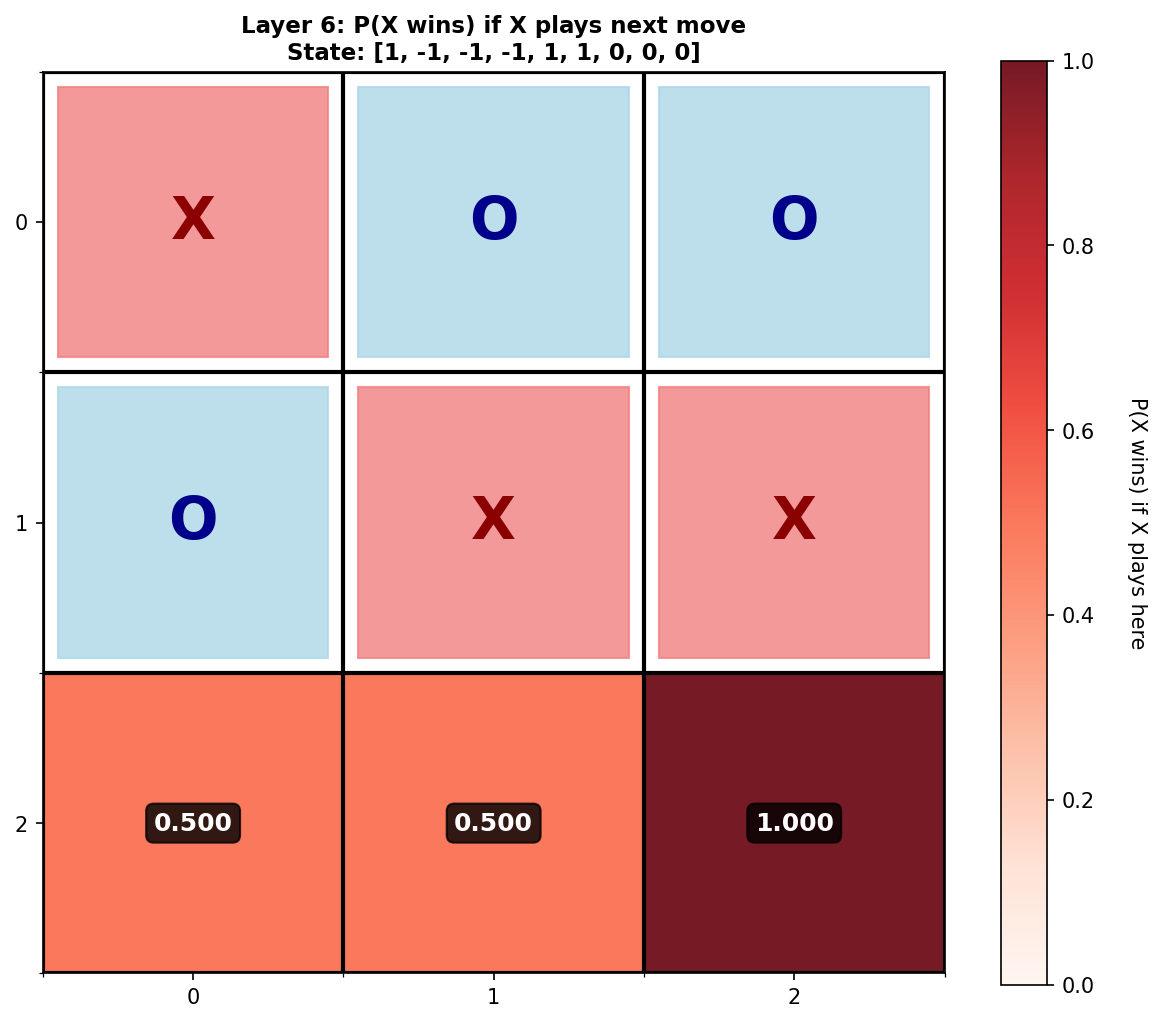 Layer 6: P(X wins) if X plays next move
State: [1, -1, -1, -1, 1, 1, 0, 0, 0]
0
X
O
O
1
O
X
X
2
0.500
0.500
1.000
0
1
2
1.0
0.8
0.6
0.4
0.2
0.0
P(X wins) if X plays here